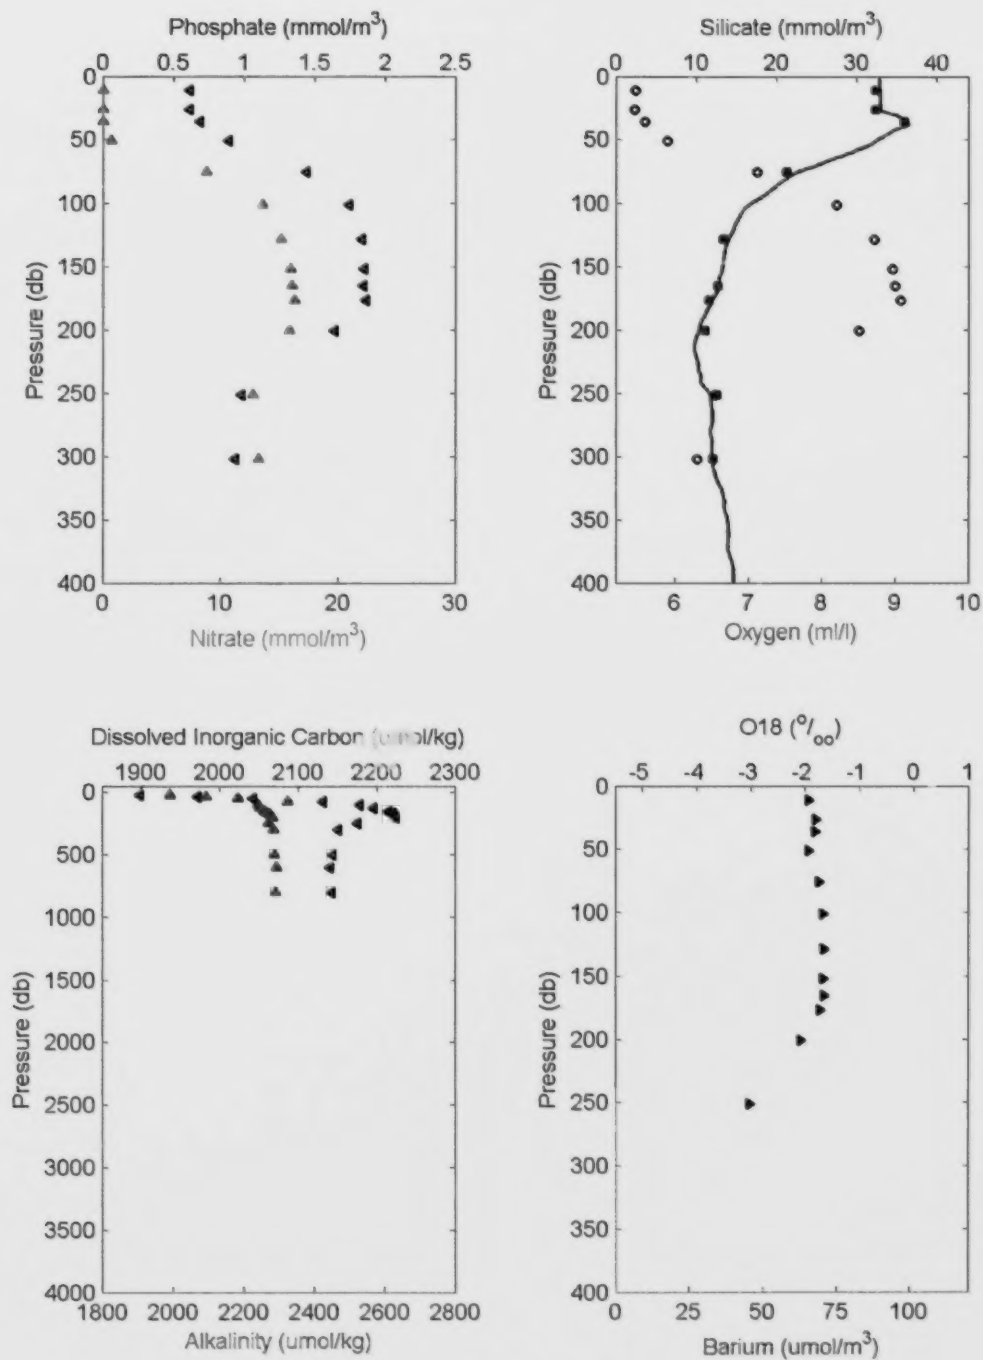 Phosphate (mmol/m³)
0 0.5 1 1.5 2 2.5
0
50
100
150
200
250
300
350
400
Pressure (db)
0 10 20 30
Nitrate (mmol/m³)
Silicate (mmol/m³)
0 10 20 30 40
0
50
100
150
200
250
300
350
400
Pressure (db)
6 7 8 9 10
Oxygen (ml/l)
Dissolved Inorganic Carbon (umol/kg)
1900 2000 2100 2200 2300
0
500
1000
1500
2000
2500
3000
3500
4000
Pressure (db)
1800 2000 2200 2400 2600 2800
Alkalinity (umol/kg)
O18 (o/oo)
-5 -4 -3 -2 -1 0 1
0
50
100
150
200
250
300
350
400
Pressure (db)
0 25 50 75 100
Barium (umol/m³)